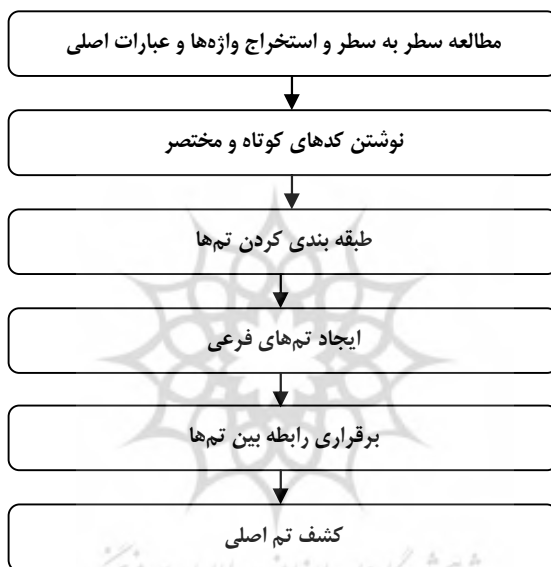 مطالعه سطر به سطر و استخراج واژه‌ها و عبارات اصلی
نوشتن کدهای کوتاه و مختصر
طبقه بندی کردن تم‌ها
ایجاد تم‌های فرعی
برقراری رابطه بین تم‌ها
کشف تم اصلی